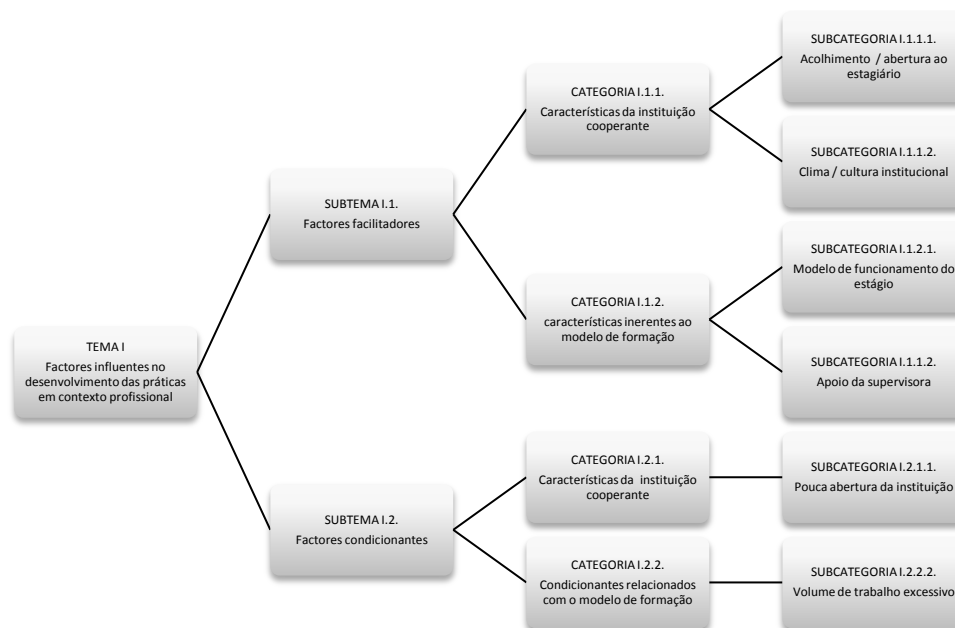 TEMA I
Factores influentes no
desenvolvimento das práticas
em contexto profissional
SUBTEMA I.1.
Factores facilitadores
CATEGORIA I.1.1.
Características da instituição
cooperante
SUBCATEGORIA I.1.1.1.
Acolhimento / abertura ao
estagiário
SUBCATEGORIA I.1.1.2.
Clima / cultura institucional
CATEGORIA I.1.2.
características inerentes ao
modelo de formação
SUBCATEGORIA I.1.2.1.
Modelo de funcionamento do
estágio
SUBCATEGORIA I.1.1.2.
Apoio da supervisora
SUBTEMA I.2.
Factores condicionantes
CATEGORIA I.2.1.
Características da instituição
cooperante
SUBCATEGORIA I.2.1.1.
Pouca abertura da instituição
CATEGORIA I.2.2.
Condicionantes relacionados
com o modelo de formação
SUBCATEGORIA I.2.2.2.
Volume de trabalho excessivo